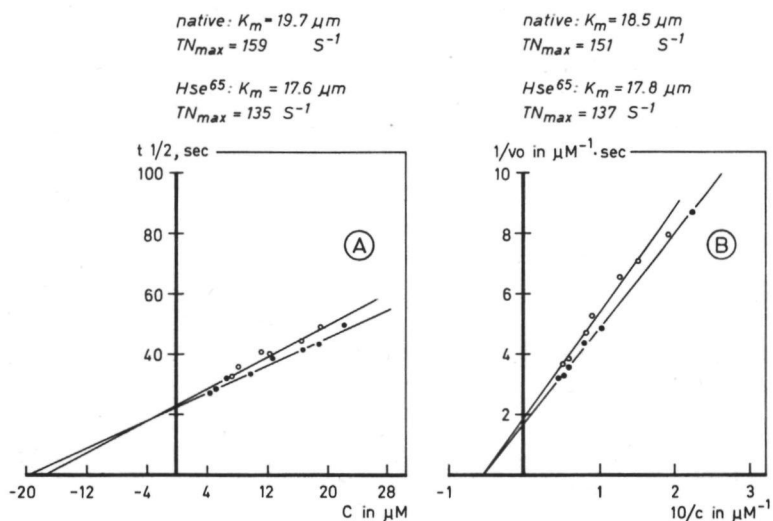 native: Km = 19.7 μm
TNmax = 159 S⁻¹
Hse⁶⁵: Km = 17.6 μm
TNmax = 135 S⁻¹
native: Km = 18.5 μm
TNmax = 151 S⁻¹
Hse⁶⁵: Km = 17.8 μm
TNmax = 137 S⁻¹
t 1/2, sec
100
80
60
40
A
-20 -12 -4 4 12 20 28
C in μM
1/vo in μM⁻¹·sec
10
8
6
4
2
B
-1 1 2 3
10/c in μM⁻¹